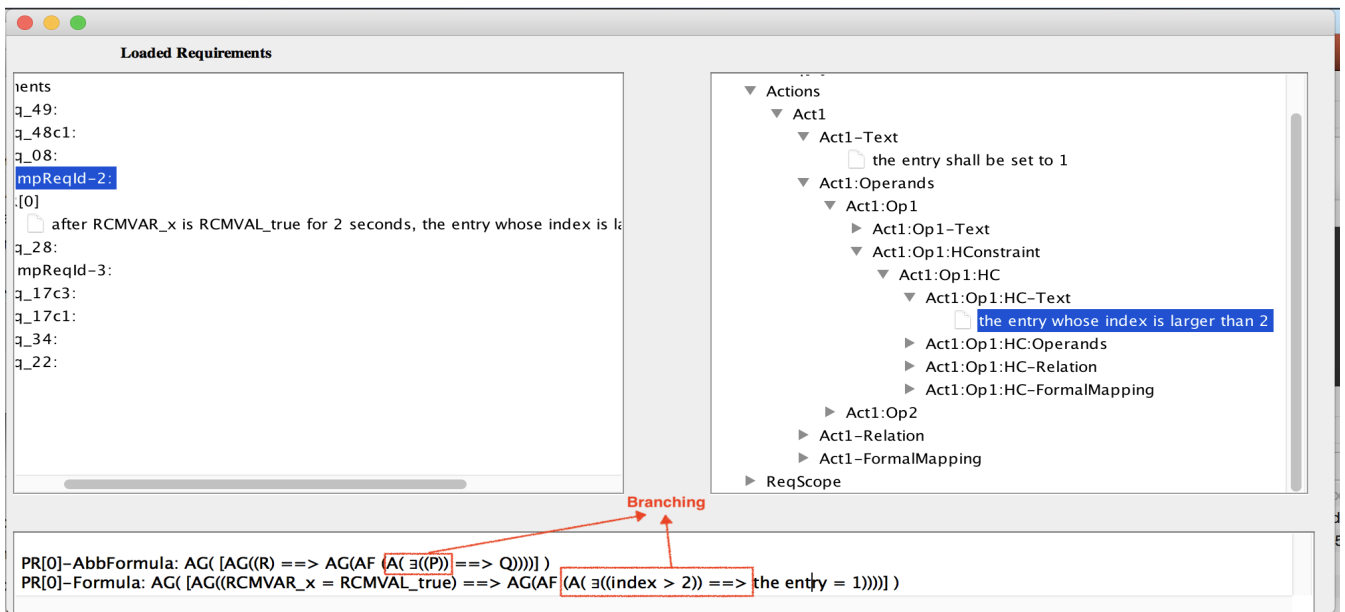 Loaded Requirements
nents
q_49:
q_48c1:
q_08:
mpReqId-2:
[0]
after RCMVAR_x is RCMVAL_true for 2 seconds, the entry whose index is la
q_28:
mpReqId-3:
q_17c3:
q_17c1:
q_34:
q_22:
Actions
Act1
Act1-Text
the entry shall be set to 1
Act1:Operands
Act1:Op1
Act1:Op1-Text
Act1:Op1:HConstraint
Act1:Op1:HC
Act1:Op1:HC-Text
the entry whose index is larger than 2
Act1:Op1:HC:Operands
Act1:Op1:HC-Relation
Act1:Op1:HC-FormalMapping
Act1:Op2
Act1-Relation
Act1-FormalMapping
ReqScope
Branching
PR[0]-AbbFormula: AG( [AG((R) ==> AG(AF (A( ∃((P)) ==> Q))))] )
PR[0]-Formula: AG( [AG((RCMVAR_x = RCMVAL_true) ==> AG(AF (A( ∃((index > 2)) ==> the entry = 1))))] )